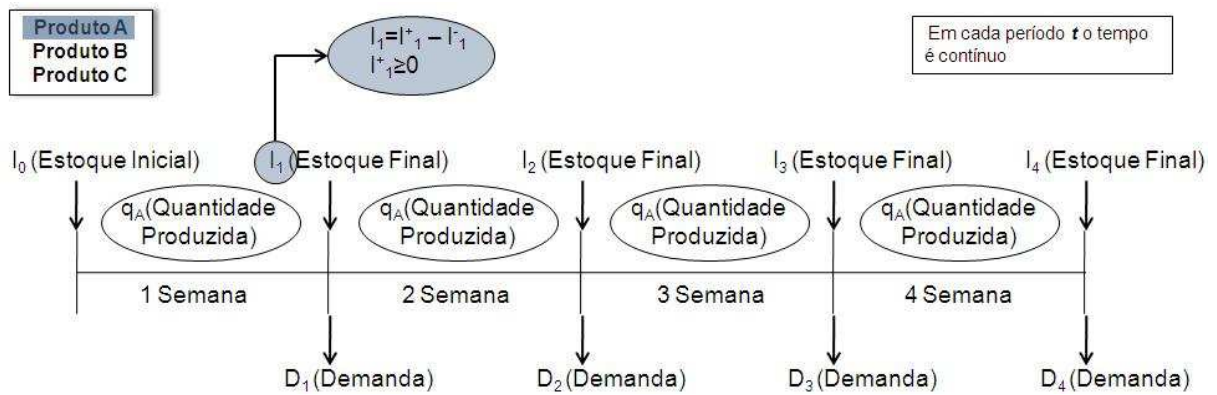 Produto A
Produto B
Produto C
I₁=I⁺₁ – I⁻₁
I⁺₁≥0
Em cada período t o tempo
é contínuo
I₀ (Estoque Inicial)
I₁ (Estoque Final)
I₂ (Estoque Final)
I₃ (Estoque Final)
I₄ (Estoque Final)
qA(Quantidade
Produzida)
qA(Quantidade
Produzida)
qA(Quantidade
Produzida)
qA(Quantidade
Produzida)
1 Semana
2 Semana
3 Semana
4 Semana
D₁ (Demanda)
D₂ (Demanda)
D₃ (Demanda)
D₄ (Demanda)